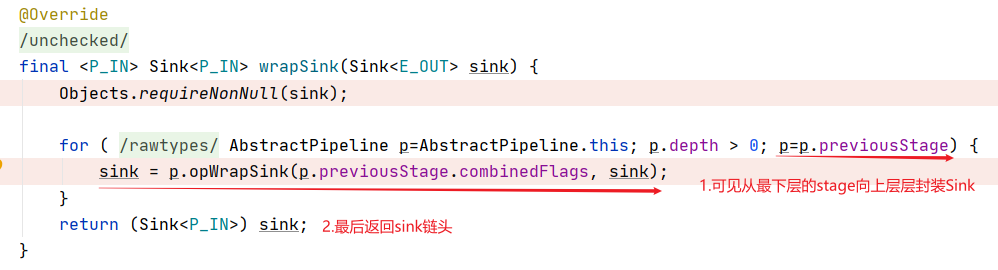 @Override
/unchecked/
final <P_IN> Sink<P_IN> wrapSink(Sink<E_OUT> sink) {
Objects.requireNonNull(sink);
for ( /rawtypes/ AbstractPipeline p=AbstractPipeline.this; p.depth > 0; p=p.previousStage) {
sink = p.opWrapSink(p.previousStage.combinedFlags, sink);
1.可见从最下层的stage向上层层封装Sink
}
return (Sink<P_IN>) sink;
2.最后返回sink链头
}